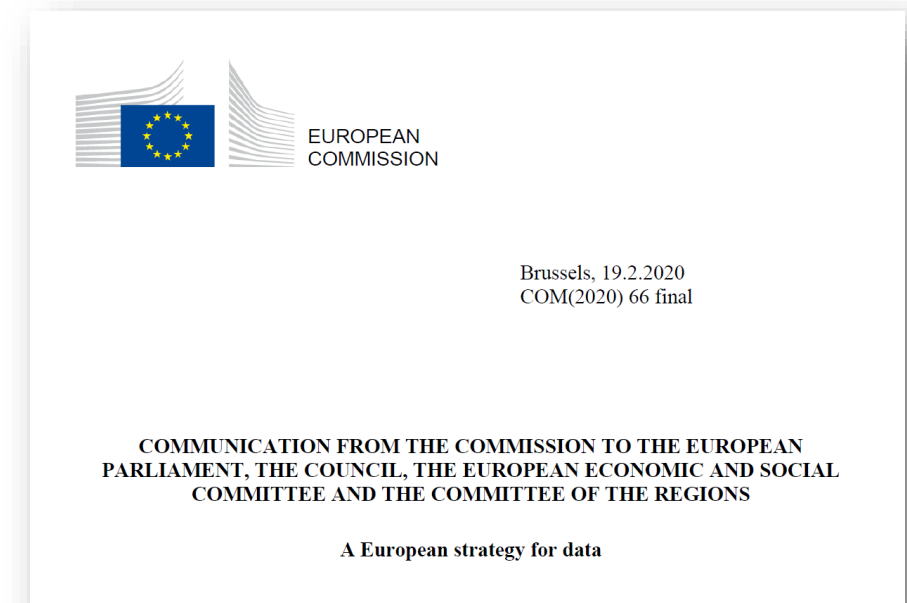 EUROPEAN
COMMISSION
Brussels, 19.2.2020
COM(2020) 66 final
COMMUNICATION FROM THE COMMISSION TO THE EUROPEAN
PARLIAMENT, THE COUNCIL, THE EUROPEAN ECONOMIC AND SOCIAL
COMMITTEE AND THE COMMITTEE OF THE REGIONS
A European strategy for data